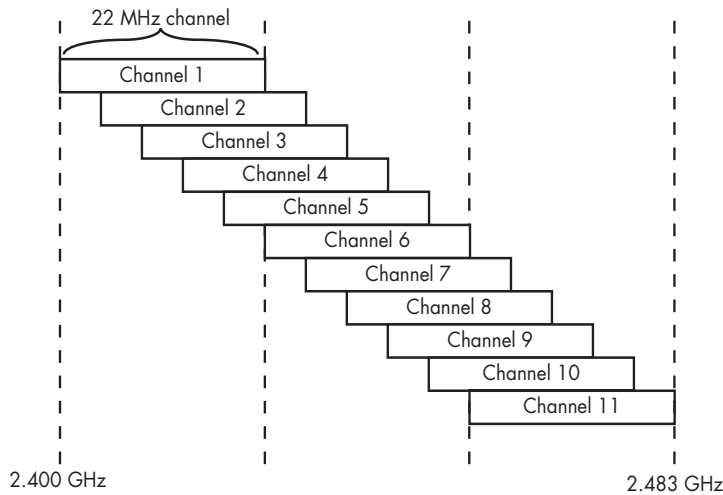 22 MHz channel
Channel 1
Channel 2
Channel 3
Channel 4
Channel 5
Channel 6
Channel 7
Channel 8
Channel 9
Channel 10
Channel 11
2.400 GHz
2.483 GHz